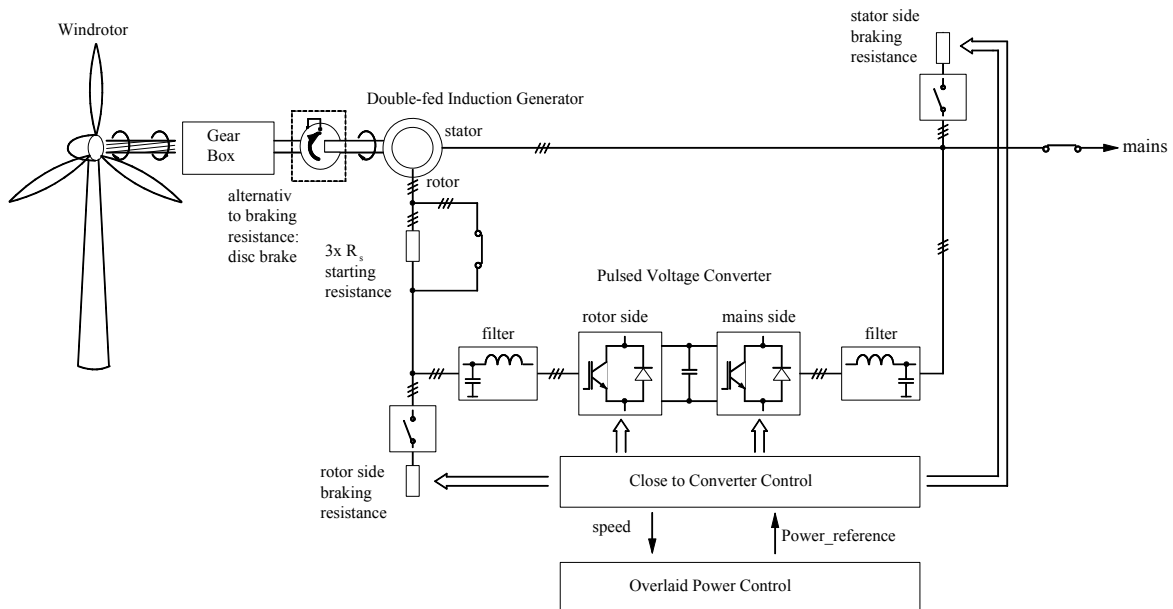 Windrotor
stator side
braking
resistance
Double-fed Induction Generator
Gear
Box
stator
mains
rotor
alternativ
to braking
resistance:
disc brake
3x R_s
starting
resistance
Pulsed Voltage Converter
rotor side
mains side
filter
filter
rotor side
braking
resistance
Close to Converter Control
speed
Power_reference
Overlaid Power Control